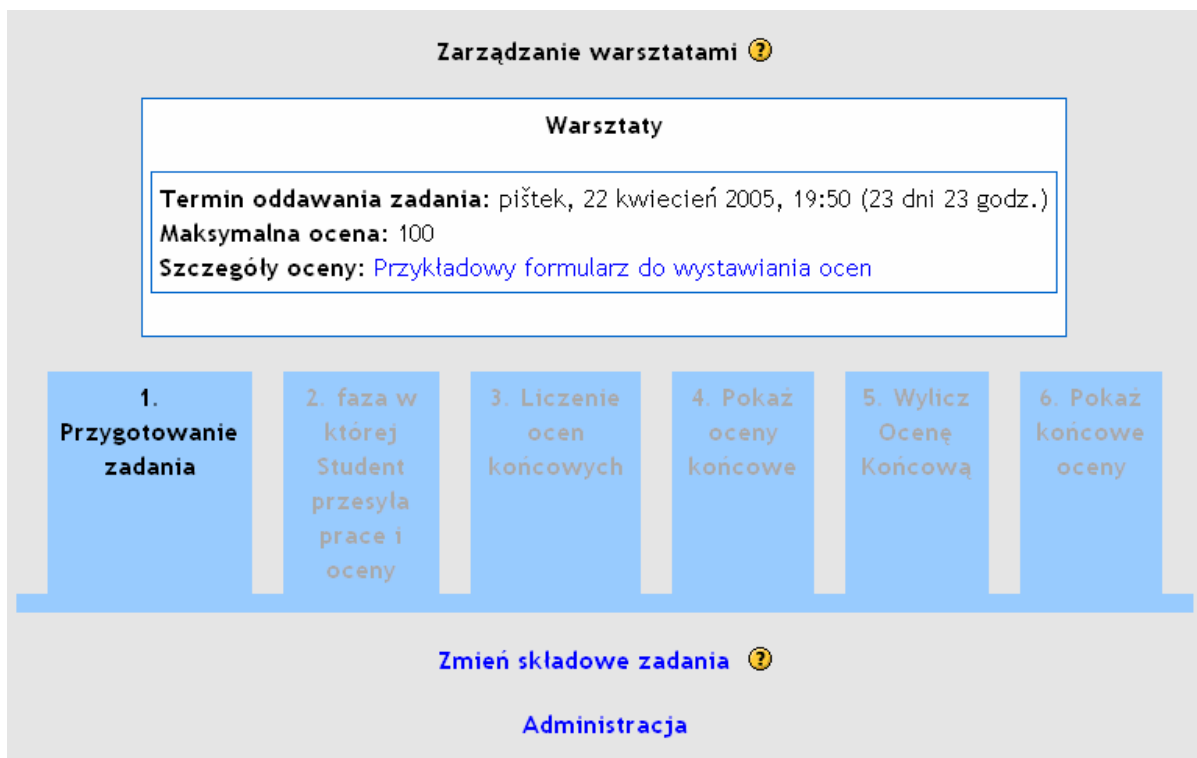 Zarządzanie warsztatami
Warsztaty
Termin oddawania zadania: pištek, 22 kwiecień 2005, 19:50 (23 dni 23 godz.)
Maksymalna ocena: 100
Szczegóły oceny: Przykładowy formularz do wystawiania ocen
1.
Przygotowanie
zadania
2. faza w
której
Student
przesyła
prace i
oceny
3. Liczenie
ocen
końcowych
4. Pokaż
oceny
końcowe
5. Wylicz
Ocenę
Końcową
6. Pokaż
końcowe
oceny
Zmień składowe zadania
Administracja